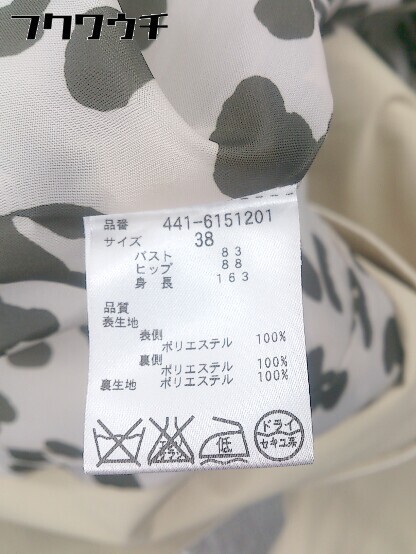 フクワウチ
品番 441-6151201
サイズ 38
バスト 83
ヒップ 88
身長 163
品質
表生地
表側
ポリエステル 100%
裏側
ポリエステル 100%
裏生地 ポリエステル 100%
低
ドライ
セキユ系